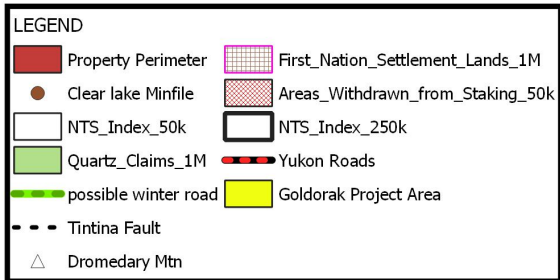 LEGEND
Property Perimeter First_Nation_Settlement_Lands_1M
Clear lake Minfile Areas_Withdrawn_from_Staking_50k
NTS_Index_50k NTS_Index_250k
Quartz_Claims_1M Yukon Roads
possible winter road Goldorak Project Area
Tintina Fault
Dromedary Mtn